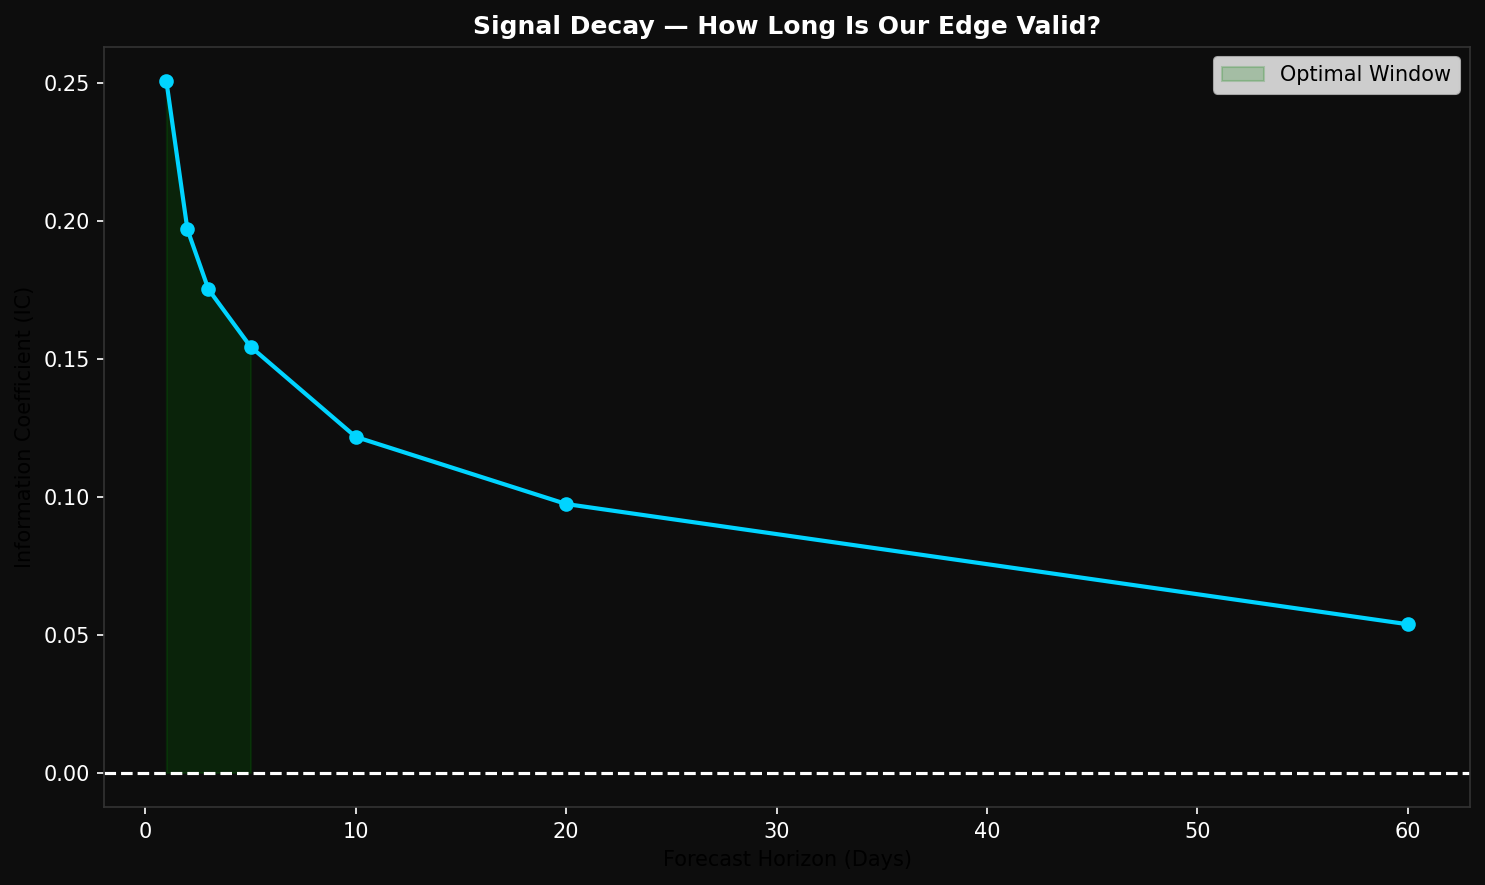 Signal Decay — How Long Is Our Edge Valid?
Optimal Window
Information Coefficient (IC)
0.25
0.20
0.15
0.10
0.05
0.00
0 10 20 30 40 50 60
Forecast Horizon (Days)